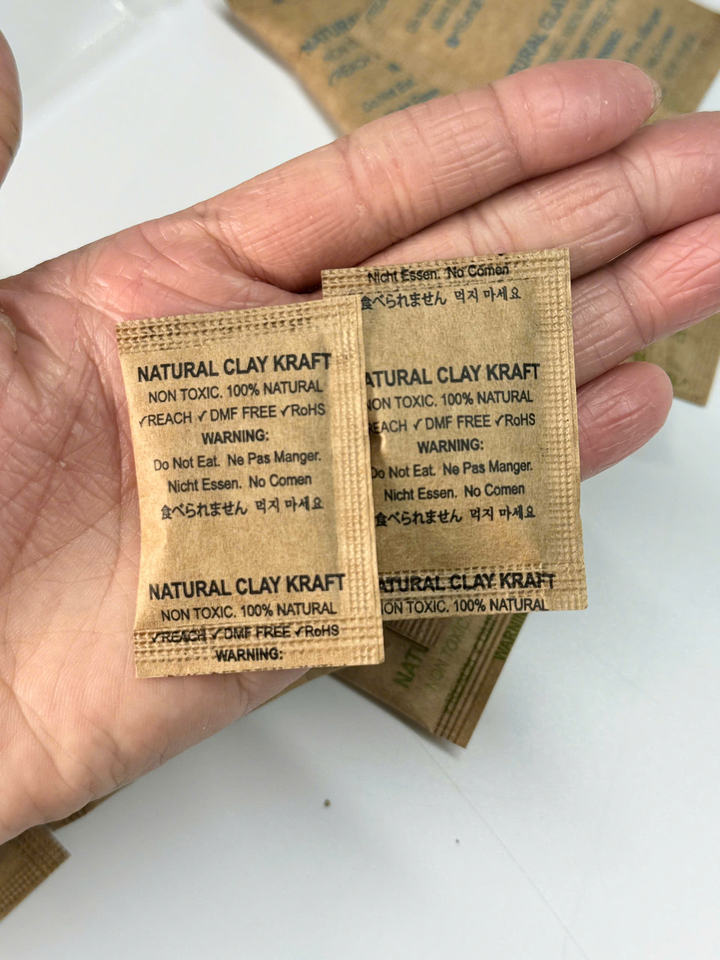 NATURAL CLAY KRAFT
NON TOXIC. 100% NATURAL
✓REACH ✓DMF FREE ✓RoHS
WARNING:
Do Not Eat. Ne Pas Manger.
Nicht Essen. No Comen
食べられません 먹지 마세요
NATURAL CLAY KRAFT
NON TOXIC. 100% NATURAL
✓REACH ✓DMF FREE ✓RoHS
WARNING:
Nicht Essen. No Comen
食べられません 먹지 마세요
ATURAL CLAY KRAFT
NON TOXIC. 100% NATURAL
EACH ✓DMF FREE ✓RoHS
WARNING:
Do Not Eat. Ne Pas Manger.
Nicht Essen. No Comen
食べられません 먹지 마세요
ATURAL CLAY KRAFT
NON TOXIC. 100% NATURAL